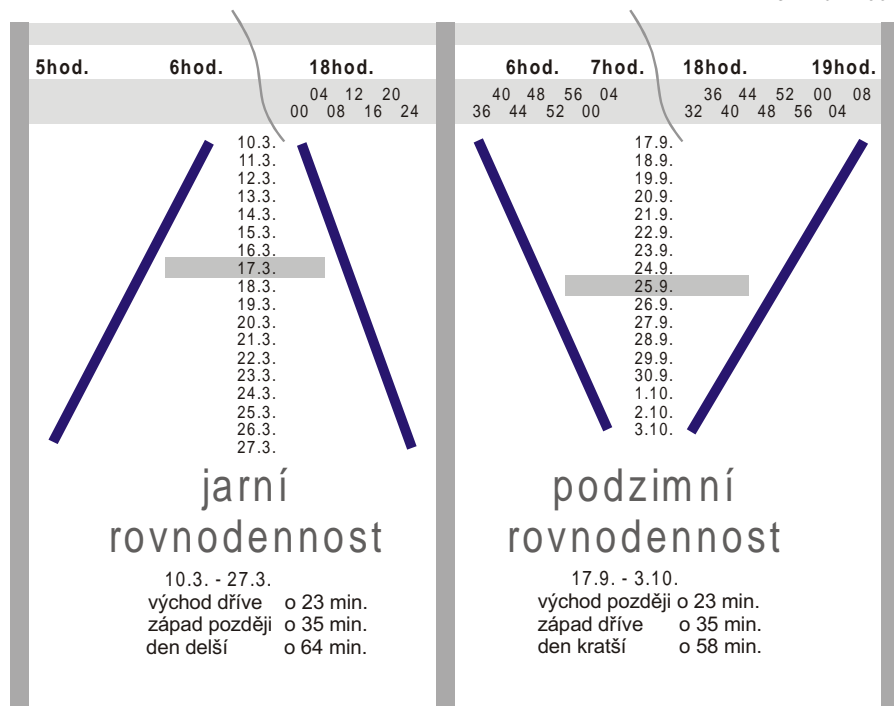 5hod. 6hod. 18hod.
04 12 20
00 08 16 24
10.3.
11.3.
12.3.
13.3.
14.3.
15.3.
16.3.
17.3.
18.3.
19.3.
20.3.
21.3.
22.3.
23.3.
24.3.
25.3.
26.3.
27.3.
jarní
rovnodennost
10.3. - 27.3.
východ dříve o 23 min.
západ později o 35 min.
den delší o 64 min.
6hod. 7hod. 18hod. 19hod.
40 48 56 04 36 44 52 00 08
36 44 52 00 32 40 48 56 04
17.9.
18.9.
19.9.
20.9.
21.9.
22.9.
23.9.
24.9.
25.9.
26.9.
27.9.
28.9.
29.9.
30.9.
1.10.
2.10.
3.10.
podzimní
rovnodennost
17.9. - 3.10.
východ později o 23 min.
západ dříve o 35 min.
den kratší o 58 min.